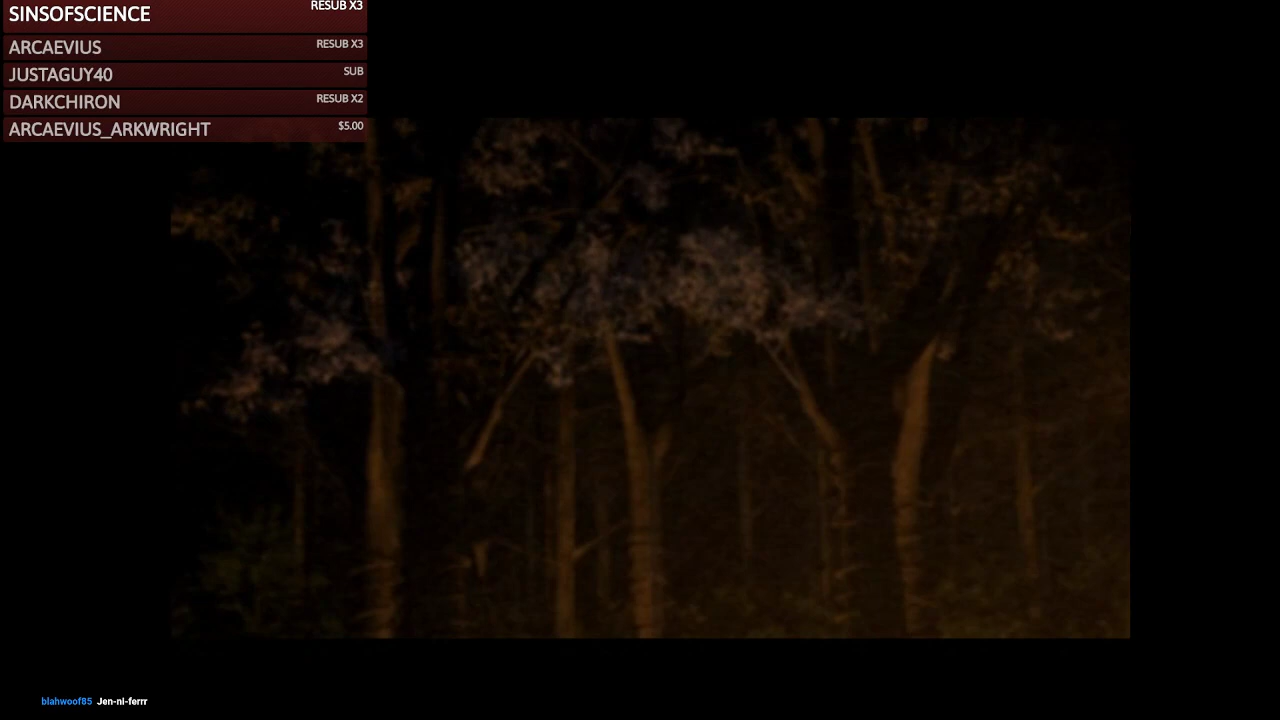 SINSOFSCIENCE RESUB X3
ARCAEVIUS RESUB X3
JUSTAGUY40 SUB
DARKCHIRON RESUB X2
ARCAEVIUS_ARKWRIGHT $5.00
blahwoof85 Jen-ni-ferrr